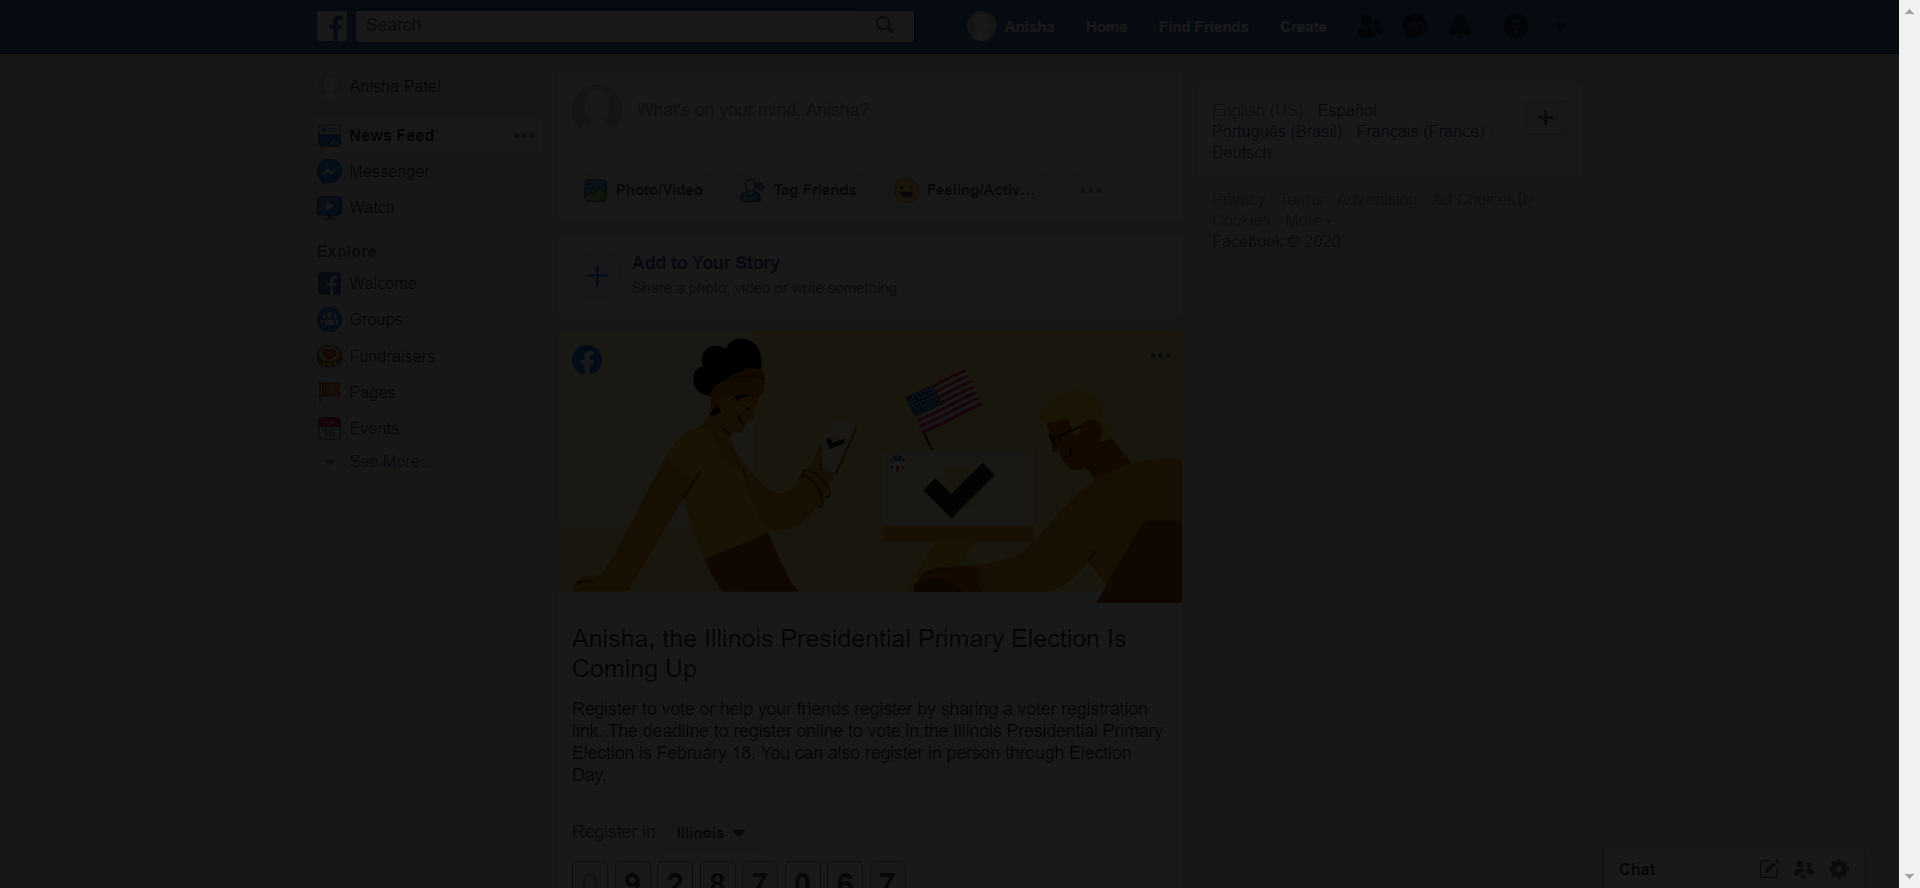 Search
Anisha
Home
Find Friends
Create
Anisha Patel
News Feed
Messenger
Watch
Explore
Welcome
Groups
Fundraisers
Pages
16
Events
See More...
What's on your mind, Anisha?
Photo/Video
Tag Friends
Feeling/Activ...
Add to Your Story
Share a photo, video or write something
Anisha, the Illinois Presidential Primary Election Is
Coming Up
Register to vote or help your friends register by sharing a voter registration
link. The deadline to register online to vote in the Illinois Presidential Primary
Election is February 18. You can also register in person through Election
Day.
Register in Illinois
0 9 2 8 7 0 6 7
English (US) Español
Português (Brasil) Français (France)
Deutsch
Privacy Terms Advertising Ad Choices
Cookies More
Facebook © 2020
Chat